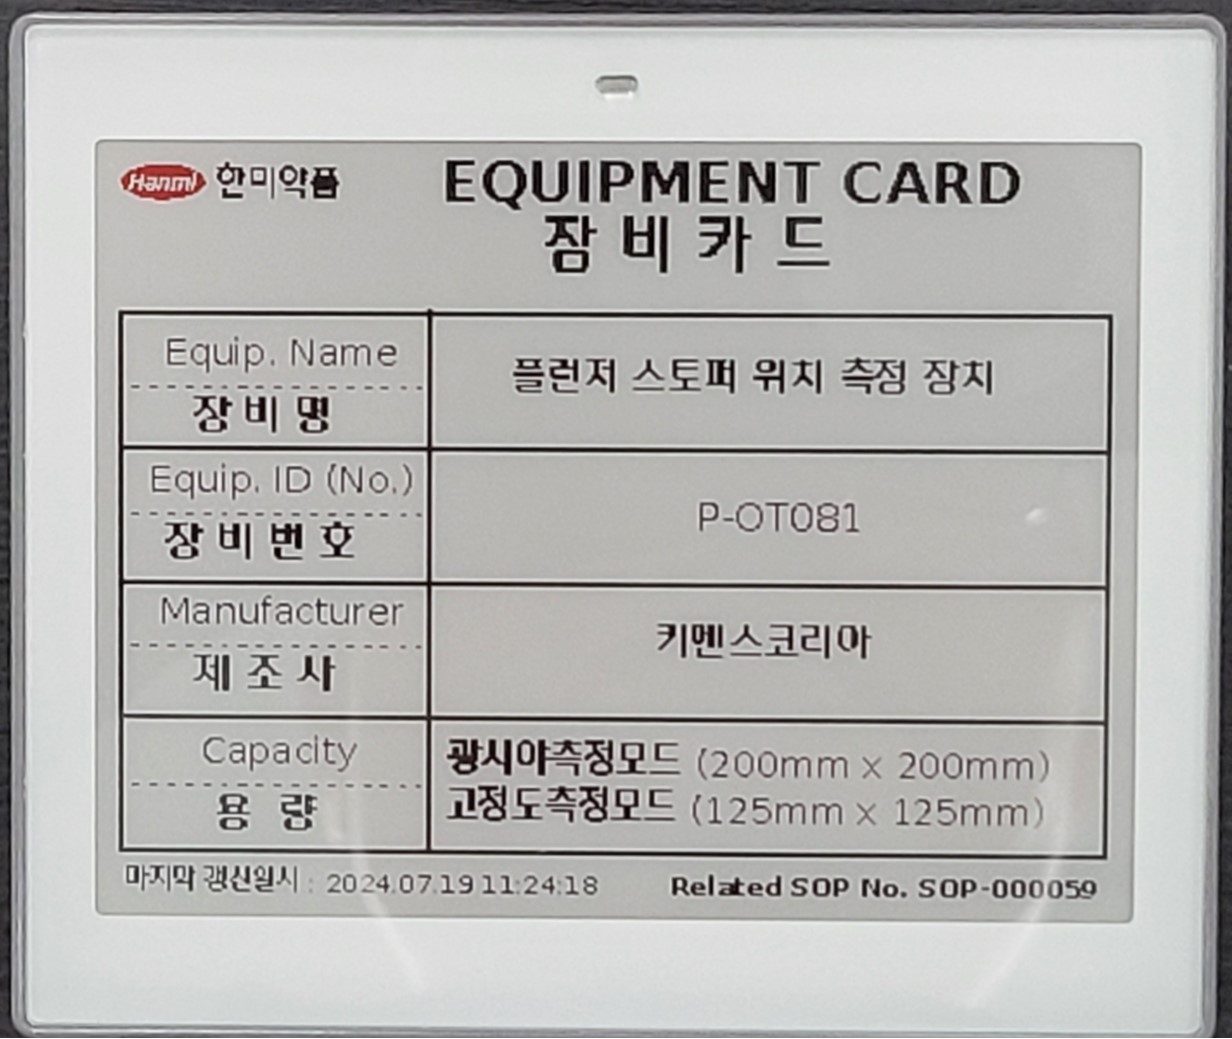 Hanmi 한미약품
EQUIPMENT CARD
장비카드
Equip. Name
장비명
플런저 스토퍼 위치 측정 장치
Equip. ID (No.)
장비번호
P-OT081
Manufacturer
제조사
키멘스코리아
Capacity
용 량
광시야측정모드 (200mm x 200mm)
고정도측정모드 (125mm x 125mm)
마지막 갱신일시 : 2024.07.19 11:24:18
Related SOP No. SOP-000059